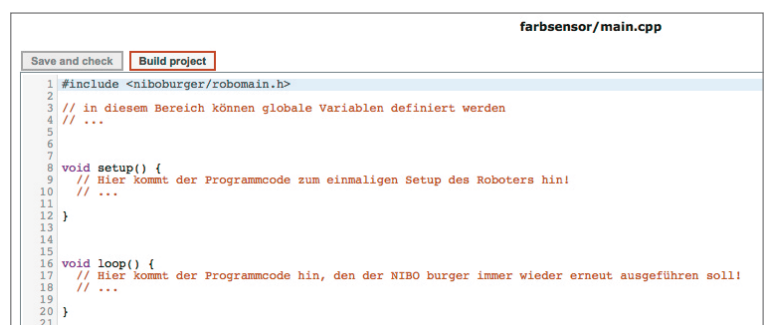 farbsensor/main.cpp
Save and check Build project
1 #include <niboburger/robomain.h>
2
3 // in diesem Bereich können globale Variablen definiert werden
4 // ...
5
6
7
8 void setup() {
9 // Hier kommt der Programmcode zum einmaligen Setup des Roboters hin!
10 // ...
11
12 }
13
14
15
16 void loop() {
17 // Hier kommt der Programmcode hin, den der NIBO burger immer wieder erneut ausgeführen soll!
18 // ...
19
20 }
21